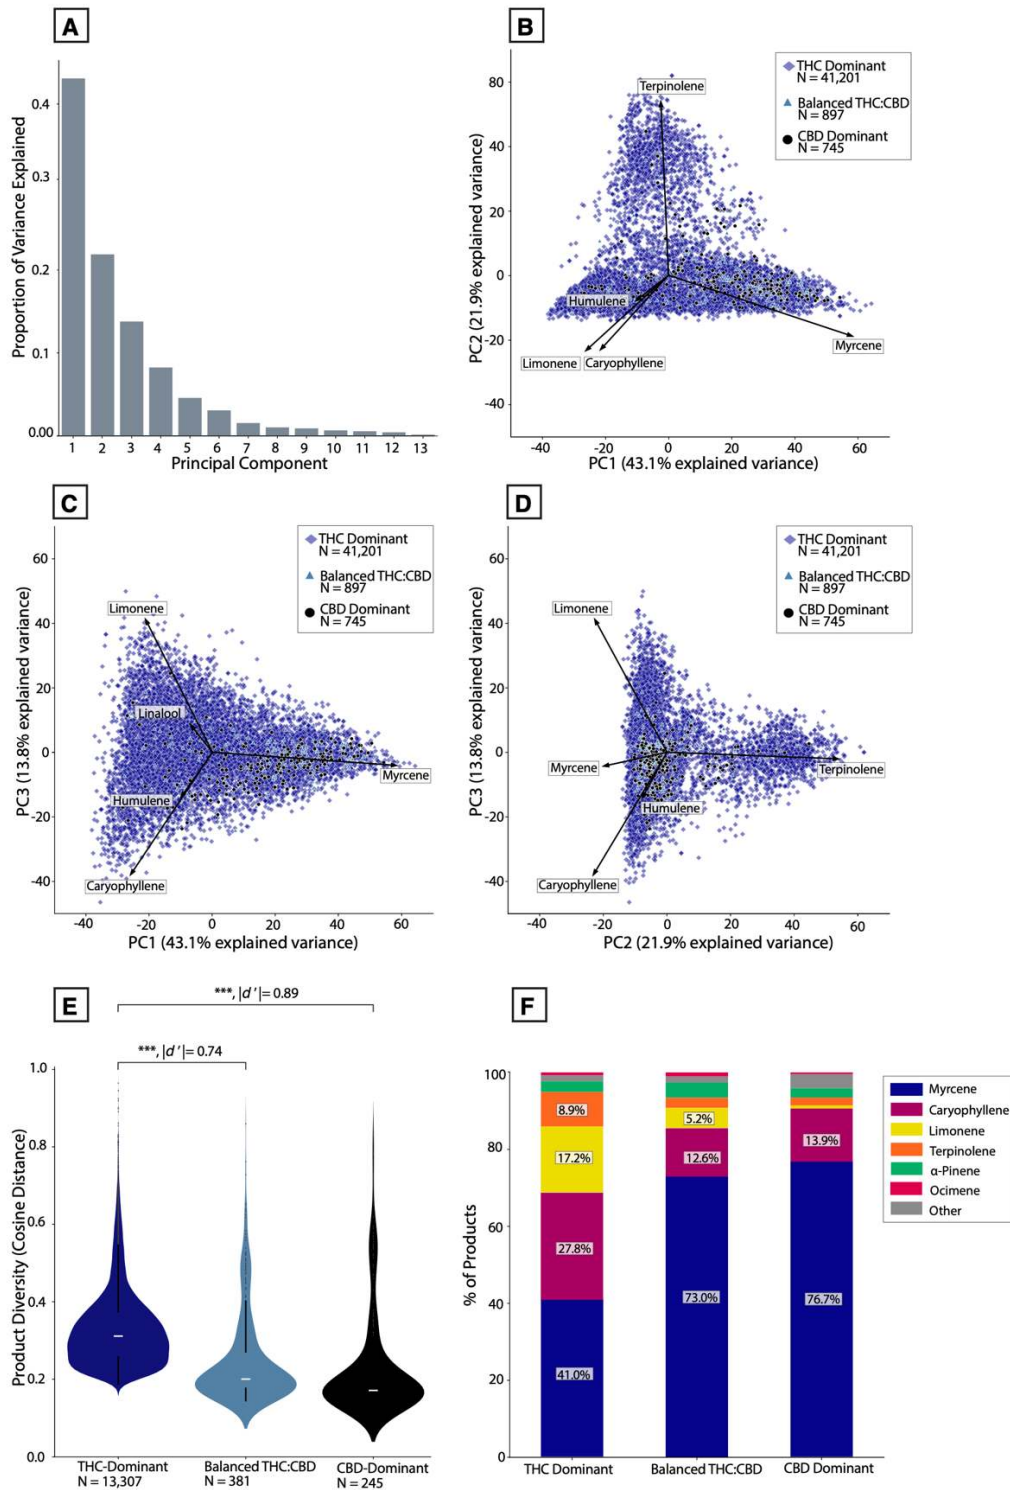 A
Proportion of Variance Explained
0.4
0.3
0.2
0.1
0.00
1 2 3 4 5 6 7 8 9 10 11 12 13
Principal Component
B
PC2 (21.9% explained variance)
80
40
20
0
-20
-40
Terpinolene
Humulene
Limonene
Caryophyllene
Myrcene
THC Dominant
N = 41,201
Balanced THC:CBD
N = 897
CBD Dominant
N = 745
-40 -20 0 20 40 60
PC1 (43.1% explained variance)
C
PC3 (13.8% explained variance)
60
40
20
0
-20
-40
THC Dominant
N = 41,201
Balanced THC:CBD
N = 897
CBD Dominant
N = 745
Limonene
Linalool
Humulene
Myrcene
Caryophyllene
-40 -20 0 20 40 60
PC1 (43.1% explained variance)
D
PC3 (13.8% explained variance)
60
40
20
0
-20
-40
THC Dominant
N = 41,201
Balanced THC:CBD
N = 897
CBD Dominant
N = 745
Limonene
Myrcene
Terpinolene
Humulene
Caryophyllene
-40 -20 0 20 40 60
PC2 (21.9% explained variance)
E
***, |d'|= 0.89
***, |d'|= 0.74
Product Diversity (Cosine Distance)
1.0
0.8
0.6
0.4
0.2
0.0
THC-Dominant
N = 13,307
Balanced THC:CBD
N = 381
CBD-Dominant
N = 245
F
% of Products
100
80
60
40
20
0
8.9%
17.2%
27.8%
41.0%
5.2%
12.6%
73.0%
13.9%
76.7%
THC Dominant
Balanced THC:CBD
CBD Dominant
Myrcene
Caryophyllene
Limonene
Terpinolene
α-Pinene
Ocimene
Other